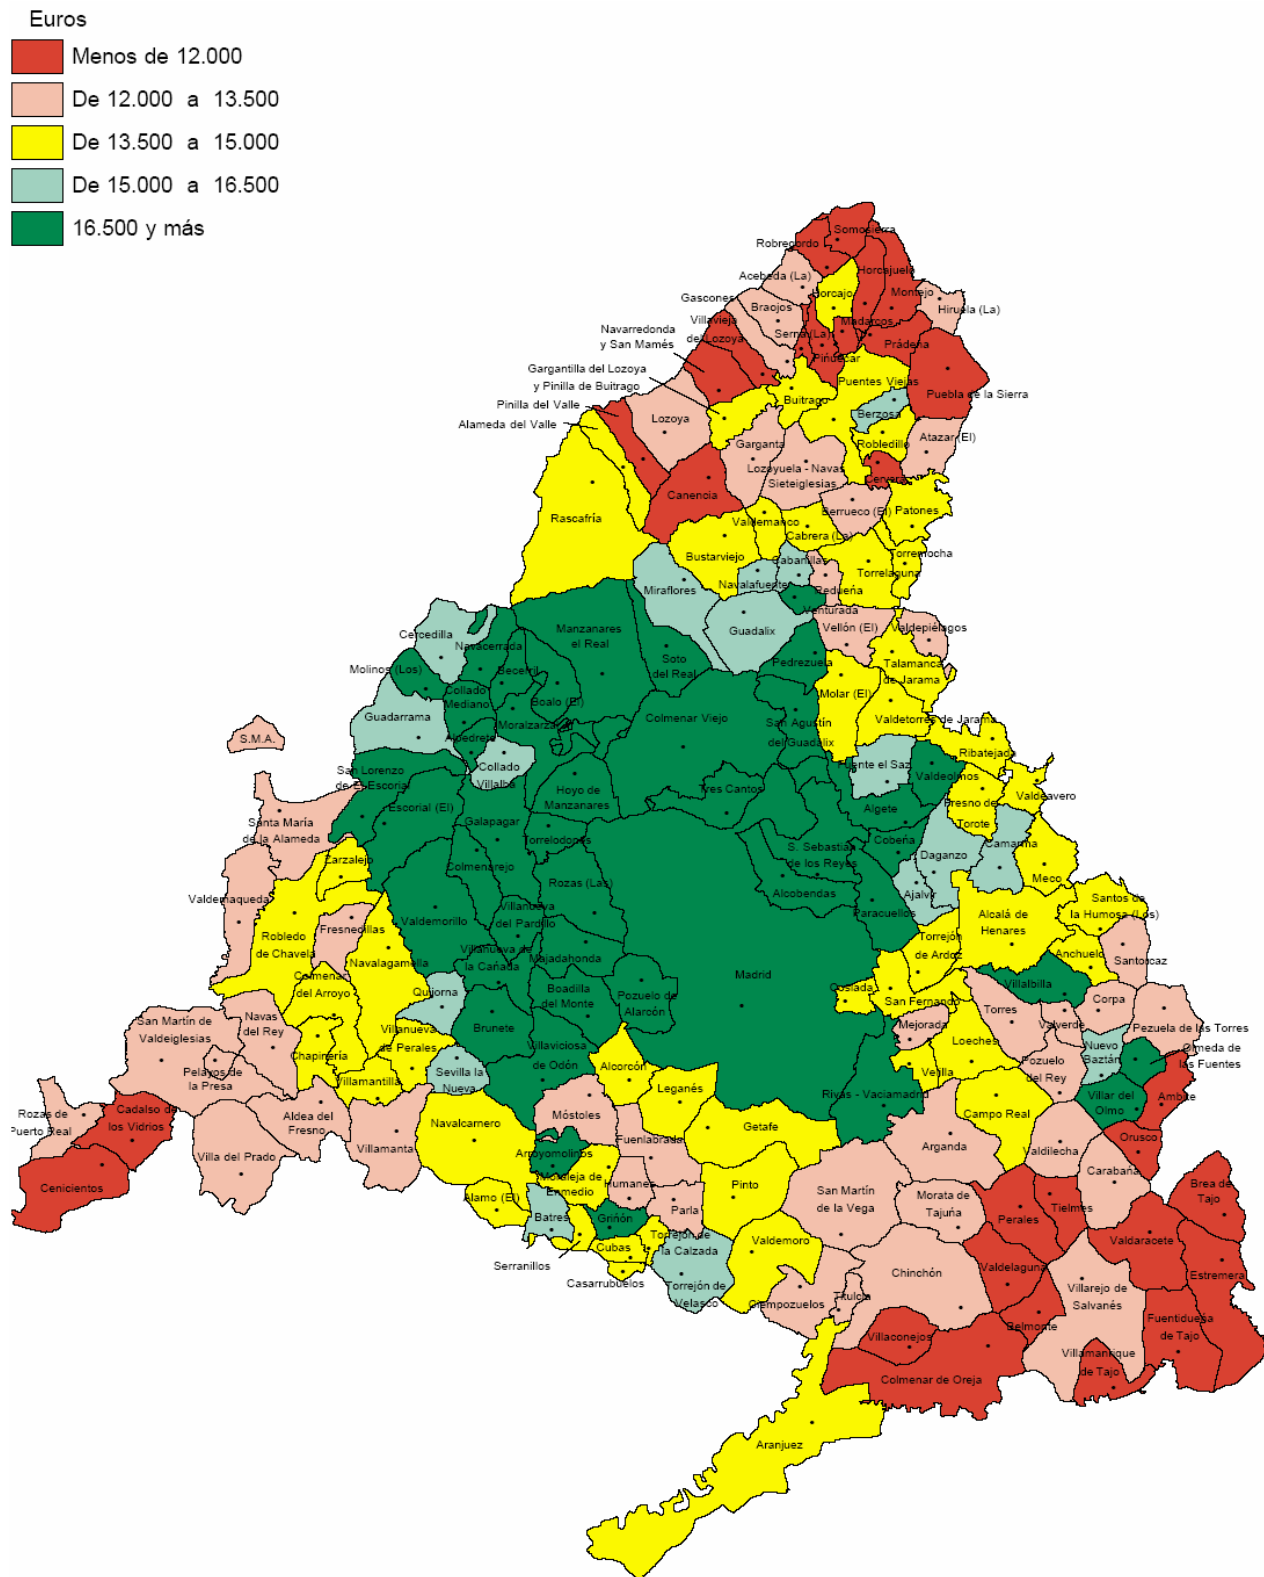 Euros
Menos de 12.000
De 12.000 a 13.500
De 13.500 a 15.000
De 15.000 a 16.500
16.500 y más
Somosierra
Robregordo
Horcajuelo
Acebeda (La)
Horcajo
Montejo
Gascones
Braojos
Hiruela (La)
Villavieja
de Lozoya
Madarcos
Navarredonda
y San Mamés
Serna (La)
Prádena
Piñuecar
Gargantilla del Lozoya
y Pinilla de Buitrago
Puentes Viejas
Puebla de la Sierra
Pinilla del Valle
Buitrago
Berzosa
Alameda del Valle
Lozoya
Robledillo
Atazar (El)
Garganta
Lozoyuela - Navas
Sieteiglesias
Cervera
Canencia
Berrueco (El)
Patones
Rascafría
Valdemanco
Cabrera (La)
Torremocha
Bustarviejo
Cabanillas
Torrelaguna
Navalafuente
Miraflores
Redueña
Venturada
Guadalix
Vellón (El)
Valdepiélagos
Cercedilla
Manzanares
el Real
Navacerrada
Molinos (Los)
Becerril
Soto
del Real
Pedrezuela
Talamanca
de Jarama
Collado
Mediano
Boalo (El)
Molar (El)
Guadarrama
Moralzarzal
Colmenar Viejo
San Agustín
del Guadalix
Valdetorres de Jarama
S.M.A.
Alpedrete
Ribatejada
San Lorenzo
de El Escorial
Collado
Villalba
Fuente el Saz
Valdeolmos
Hoyo de
Manzanares
Tres Cantos
Valdeavero
Escorial (El)
Algete
Fresno de
Torote
Santa María
de la Alameda
Galapagar
Torrelodones
Cobeña
Camarma
S. Sebastián
de los Reyes
Daganzo
Zarzalejo
Colmenarejo
Meco
Rozas (Las)
Alcobendas
Ajalvir
Valdemaqueda
Villanueva
del Pardillo
Paracuellos
Santos de
la Humosa (Los)
Valdemorillo
Alcalá de
Henares
Robledo
de Chavela
Fresnedillas
Torrejón
de Ardoz
Villanueva de
la Cañada
Majadahonda
Anchuelo
Santorcaz
Navalagamella
Madrid
Colmenar
del Arroyo
Quijorna
Boadilla
del Monte
Pozuelo de
Alarcón
Coslada
Villalbilla
San Fernando
Corpa
San Martín de
Valdeiglesias
Navas
del Rey
Villanueva
de Perales
Brunete
Mejorada
Torres
Valverde
Pezuela de las Torres
Villaviciosa
de Odón
Nuevo
Baztán
Olmeda de
las Fuentes
Chapinería
Loeches
Pelayos de
la Presa
Alcorcón
Velilla
Pozuelo
del Rey
Villamantilla
Sevilla la
Nueva
Leganés
Rivas - Vaciamadrid
Villar del
Olmo
Ambite
Rozas de
Puerto Real
Cadalso de
los Vidrios
Aldea del
Fresno
Móstoles
Campo Real
Navalcarnero
Getafe
Orusco
Fuenlabrada
Arganda
Villamanta
Arroyomolinos
Valdilecha
Villa del Prado
Carabaña
Moraleja de
Enmedio
Humanes
Pinto
Cenicientos
San Martín
de la Vega
Morata de
Tajuña
Brea de
Tajo
Alamo (El)
Parla
Perales
Tielmes
Batres
Griñón
Valdaracete
Torrejón de
la Calzada
Valdemoro
Cubas
Serranillos
Valdelaguna
Chinchón
Estremera
Casarrubuelos
Torrejón de
Velasco
Villarejo de
Salvanés
Titulcia
Ciempozuelos
Fuentidueña
de Tajo
Belmonte
Villaconejos
Villamanrique
de Tajo
Colmenar de Oreja
Aranjuez